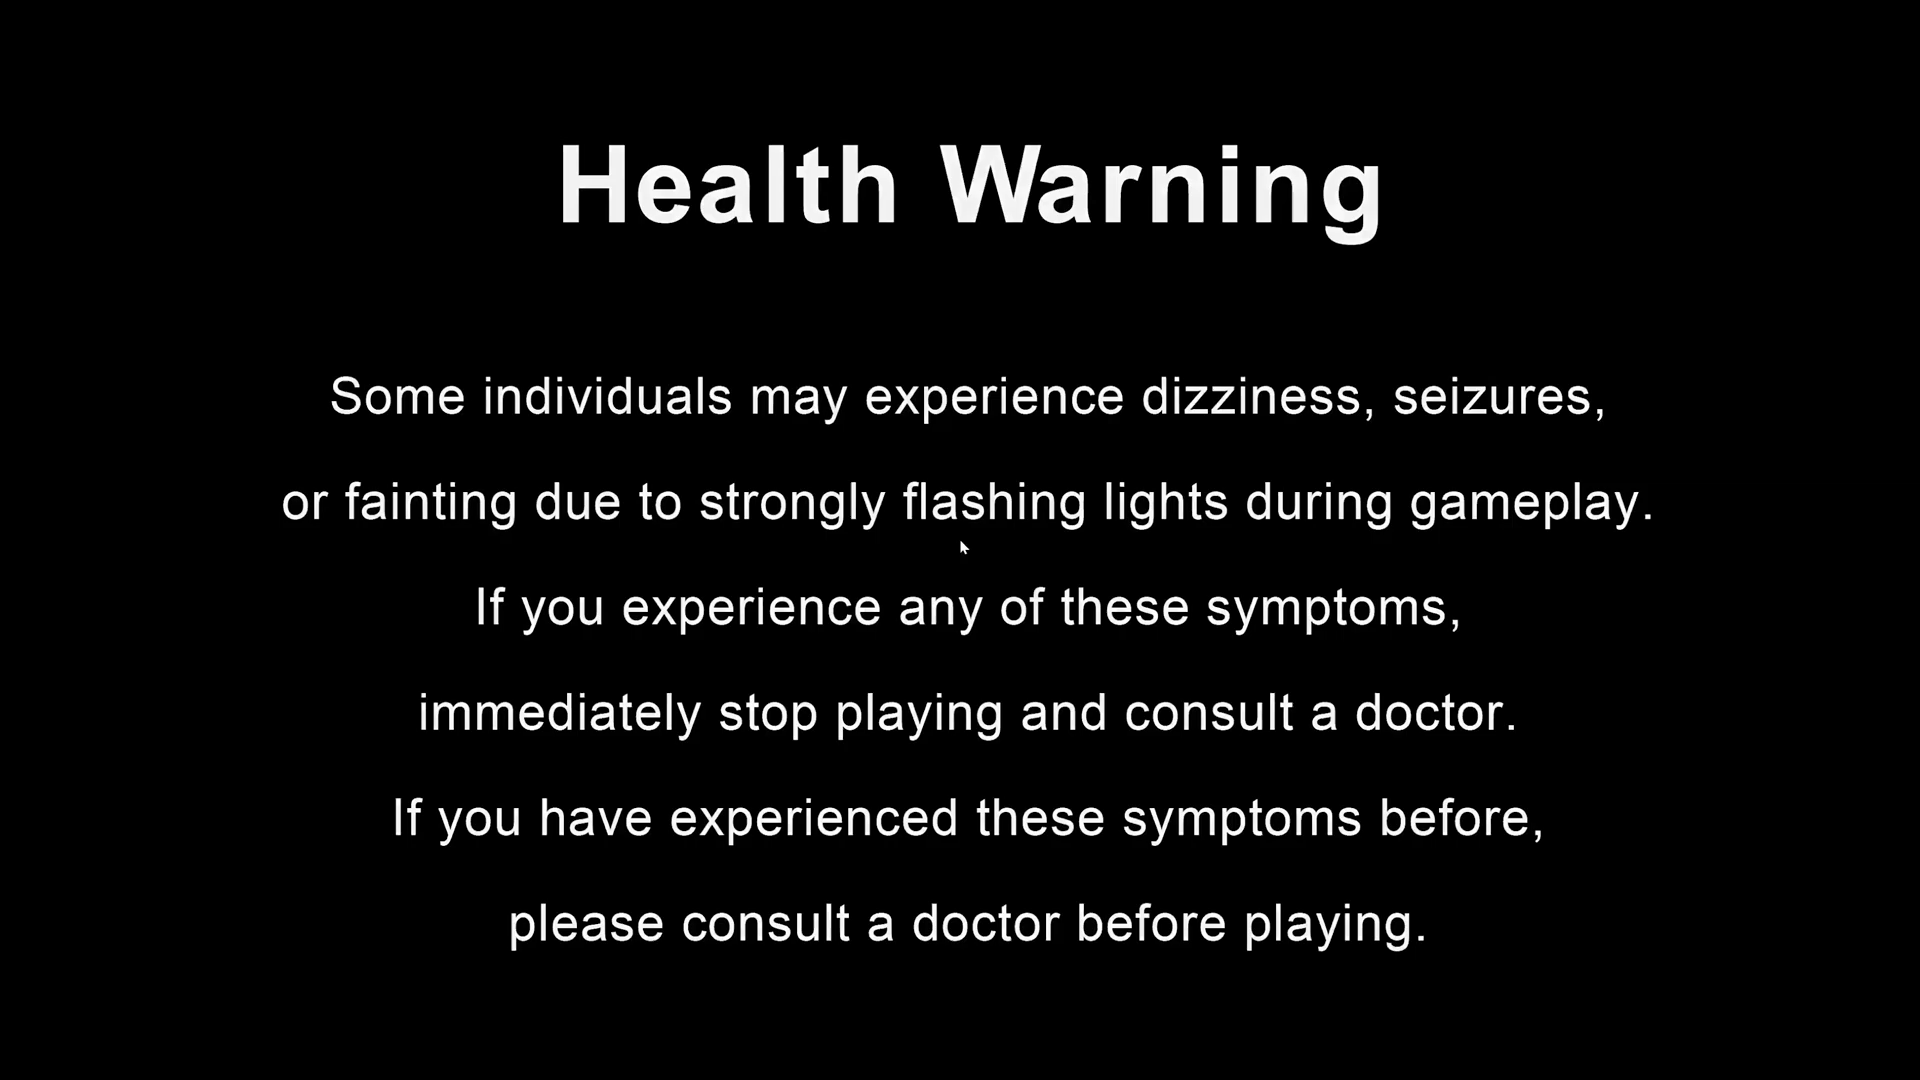 Health Warning
Some individuals may experience dizziness, seizures,
or fainting due to strongly flashing lights during gameplay.
If you experience any of these symptoms,
immediately stop playing and consult a doctor.
If you have experienced these symptoms before,
please consult a doctor before playing.